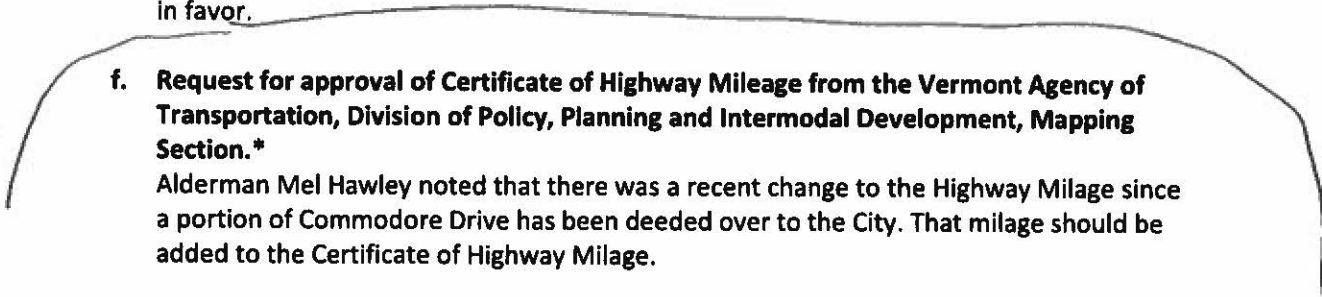 in favor.
f. Request for approval of Certificate of Highway Mileage from the Vermont Agency of
Transportation, Division of Policy, Planning and Intermodal Development, Mapping
Section.*
Alderman Mel Hawley noted that there was a recent change to the Highway Milage since
a portion of Commodore Drive has been deeded over to the City. That milage should be
added to the Certificate of Highway Milage.